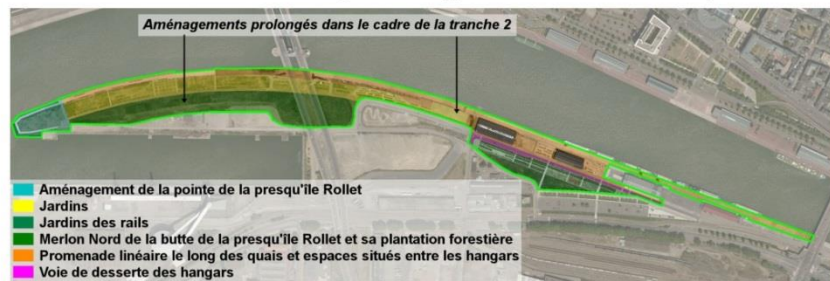 Aménagements prolongés dans le cadre de la tranche 2
Aménagement de la pointe de la presqu'île Rollet
Jardins
Jardins des rails
Merlon Nord de la butte de la presqu'île Rollet et sa plantation forestière
Promenade linéaire le long des quais et espaces situés entre les hangars
Voie de desserte des hangars